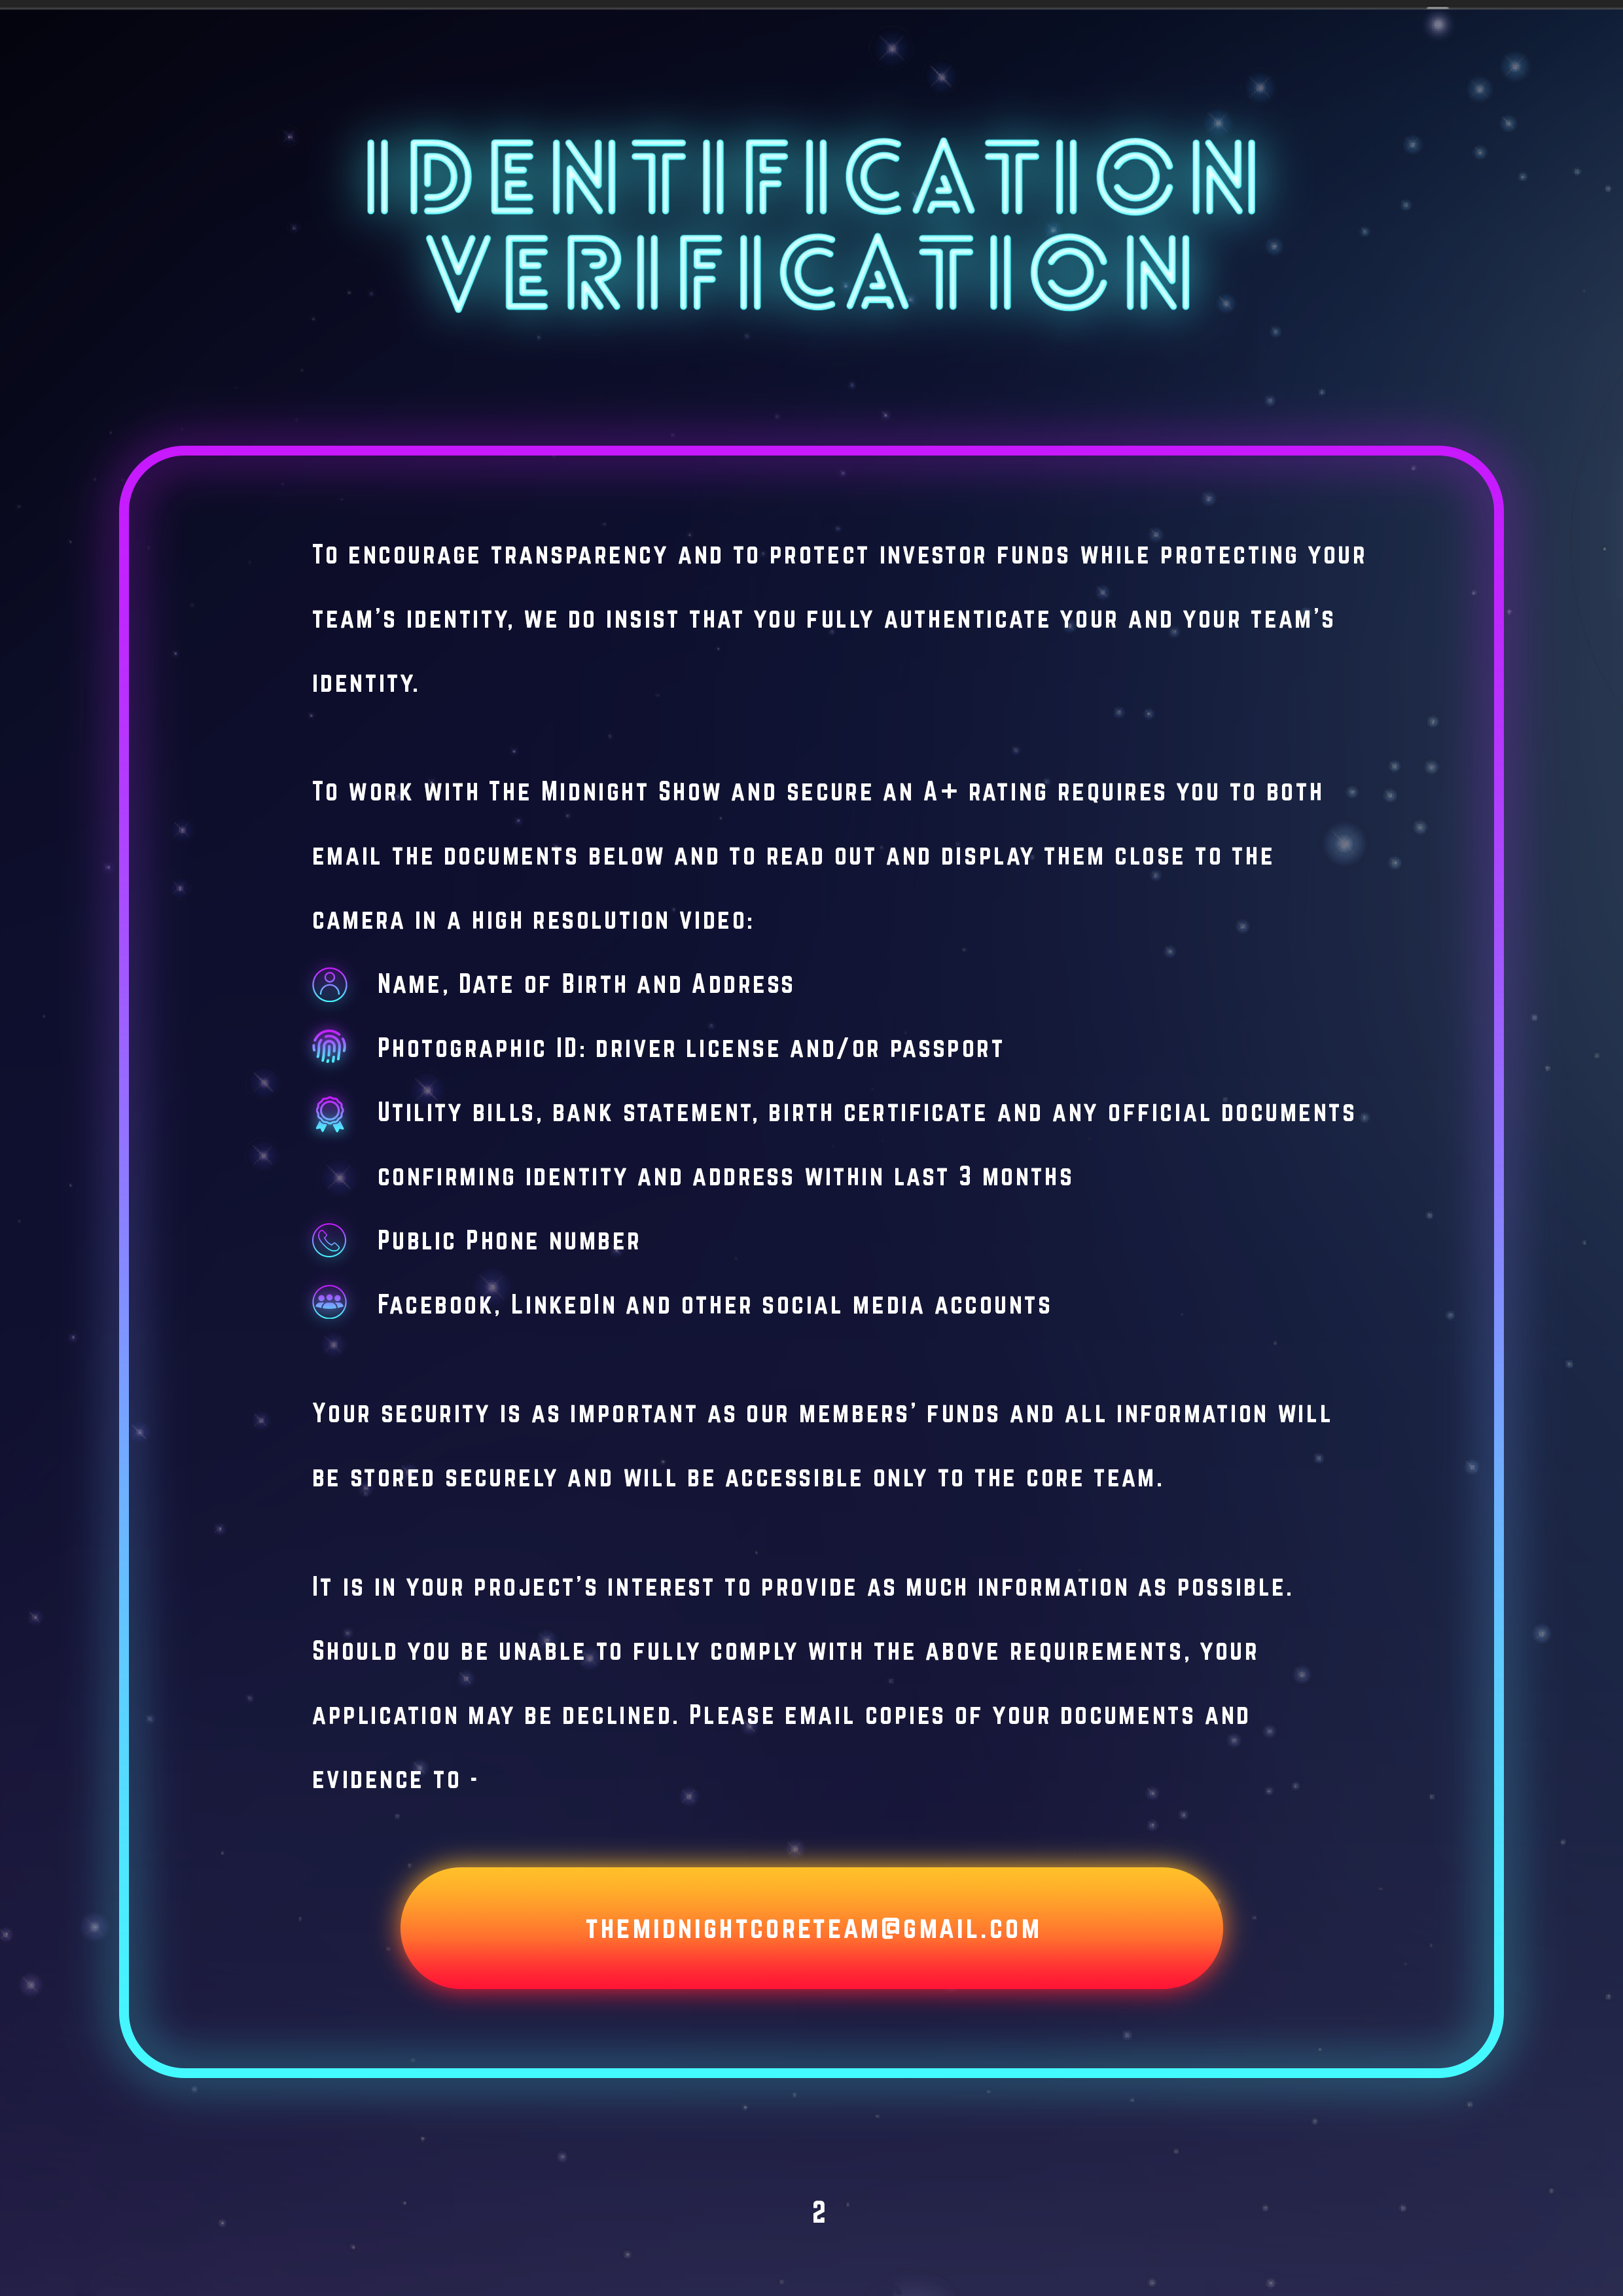 IDENTIFICATION
VERIFICATION
To encourage transparency and to protect investor funds while protecting your
team's identity, we do insist that you fully authenticate your and your team's
identity.
To work with The Midnight Show and secure an A+ rating requires you to both
email the documents below and to read out and display them close to the
camera in a high resolution video:
Name, Date of Birth and Address
Photographic ID: driver license and/or passport
Utility bills, bank statement, birth certificate and any official documents
confirming identity and address within last 3 months
Public Phone number
Facebook, LinkedIn and other social media accounts
Your security is as important as our members' funds and all information will
be stored securely and will be accessible only to the core team.
It is in your project's interest to provide as much information as possible.
Should you be unable to fully comply with the above requirements, your
application may be declined. Please email copies of your documents and
evidence to -
themidnightcoreteam@gmail.com
2